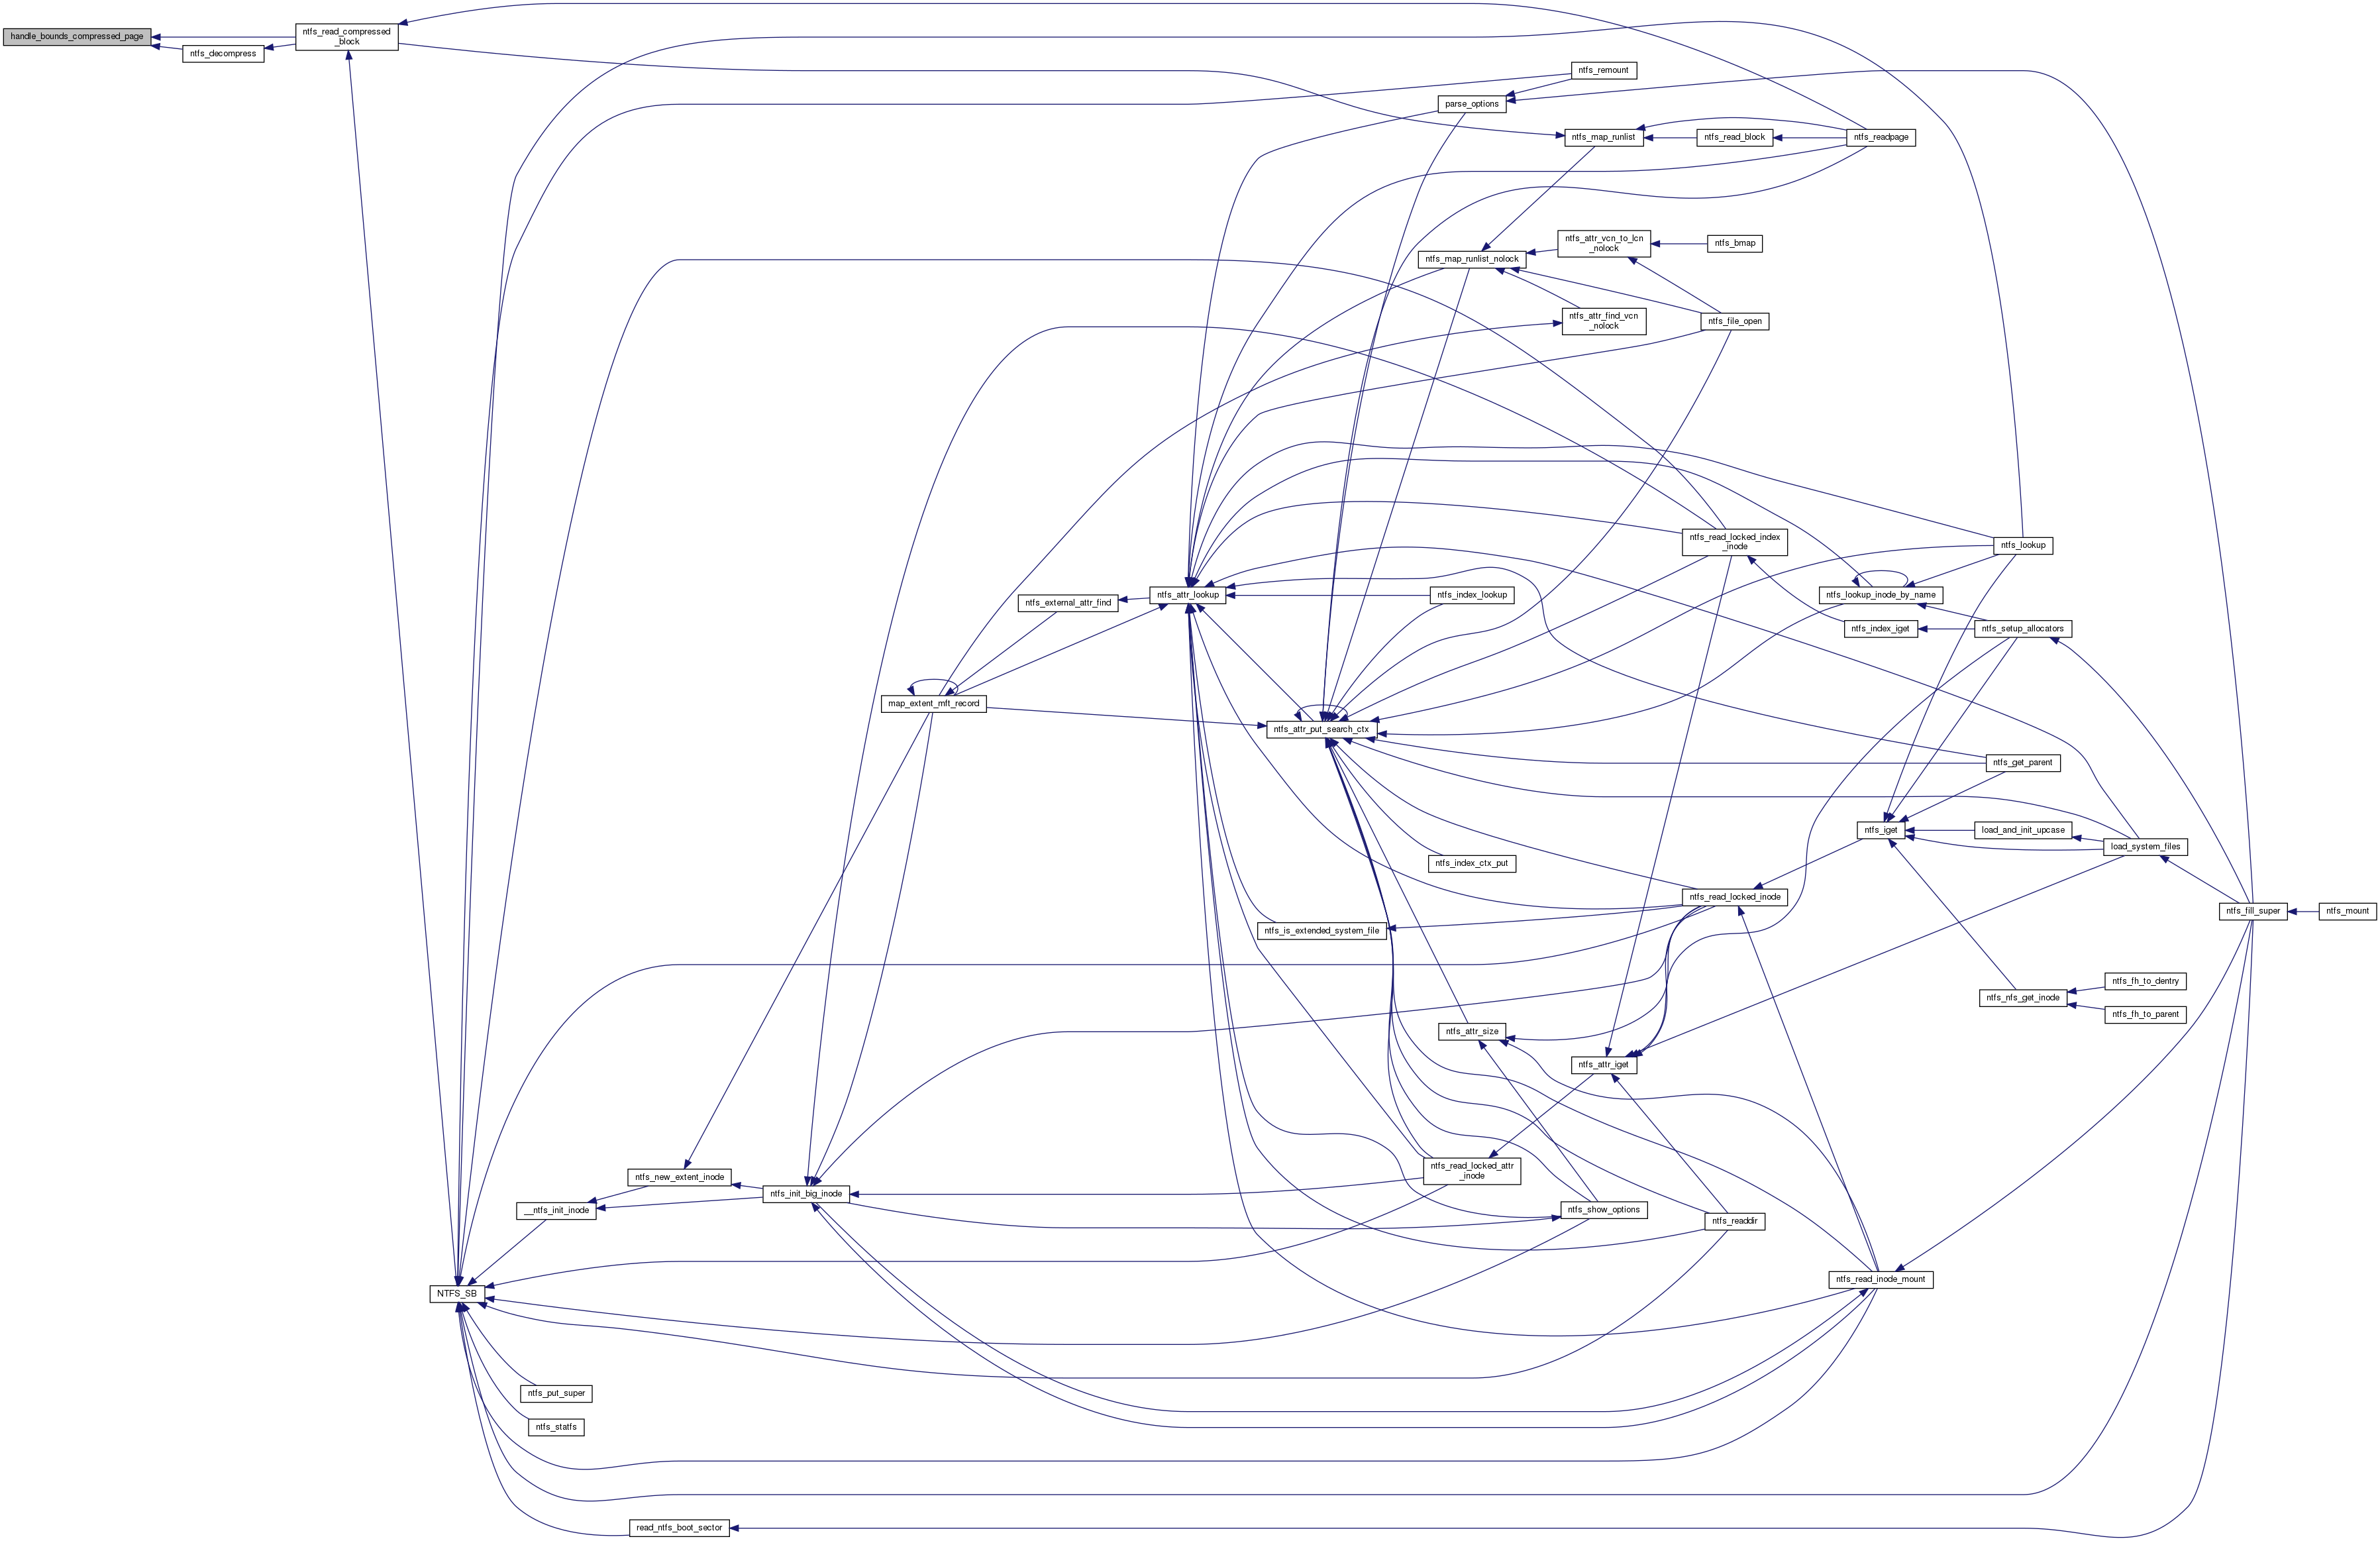 handle_bounds_compressed_page
ntfs_decompress
ntfs_read_compressed
_block
ntfs_remount
parse_options
ntfs_map_runlist
ntfs_read_block
ntfs_readpage
ntfs_attr_vcn_to_lcn
_nolock
ntfs_bmap
ntfs_map_runlist_nolock
ntfs_attr_find_vcn
_nolock
ntfs_file_open
ntfs_read_locked_index
_inode
ntfs_lookup
ntfs_external_attr_find
ntfs_attr_lookup
ntfs_index_lookup
ntfs_lookup_inode_by_name
ntfs_index_iget
ntfs_setup_allocators
map_extent_mft_record
ntfs_attr_put_search_ctx
ntfs_get_parent
ntfs_iget
load_and_init_upcase
load_system_files
ntfs_index_ctx_put
ntfs_read_locked_inode
ntfs_is_extended_system_file
ntfs_fill_super
ntfs_mount
ntfs_nfs_get_inode
ntfs_fh_to_dentry
ntfs_fh_to_parent
ntfs_attr_size
ntfs_attr_iget
ntfs_new_extent_inode
ntfs_init_big_inode
__ntfs_init_inode
ntfs_read_locked_attr
_inode
ntfs_show_options
ntfs_readdir
NTFS_SB
ntfs_read_inode_mount
ntfs_put_super
ntfs_statfs
read_ntfs_boot_sector